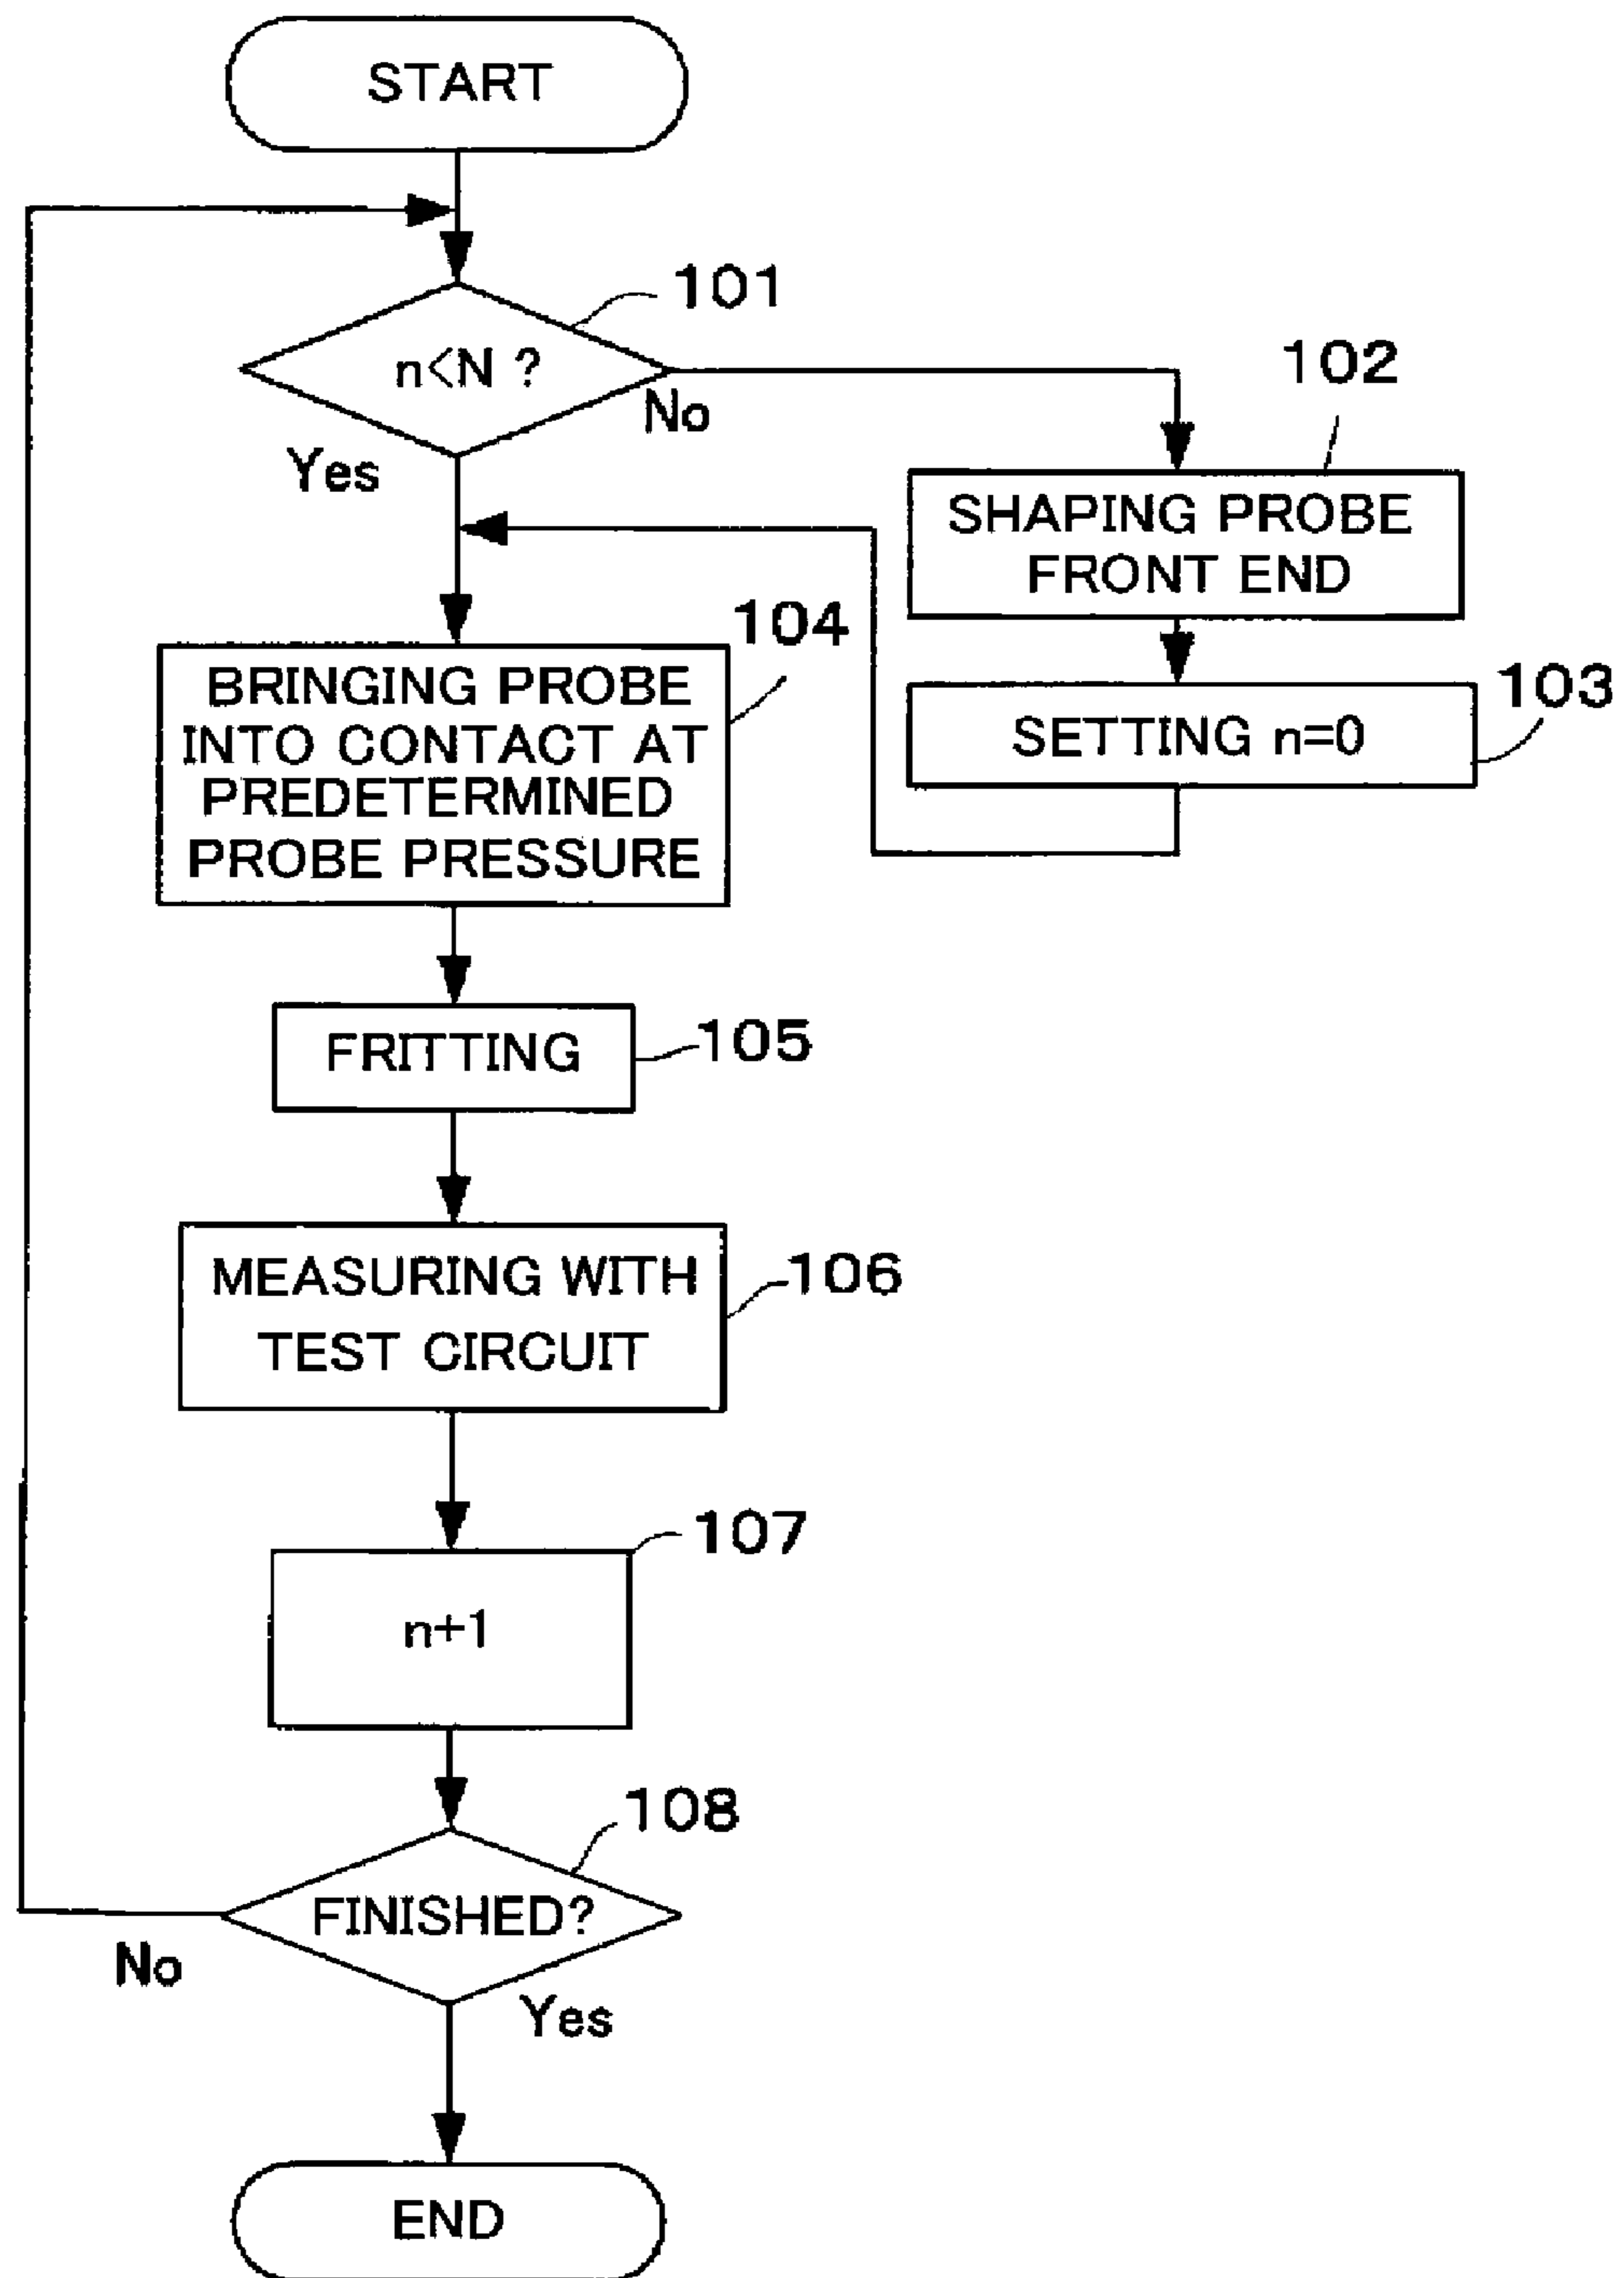 START
101
n<N ?
No
Yes
102
SHAPING PROBE
FRONT END
104
BRINGING PROBE
INTO CONTACT AT
PREDETERMINED
PROBE PRESSURE
103
SETTING n=0
FRITTING
105
MEASURING WITH
TEST CIRCUIT
106
107
n+1
108
FINISHED?
No
Yes
END